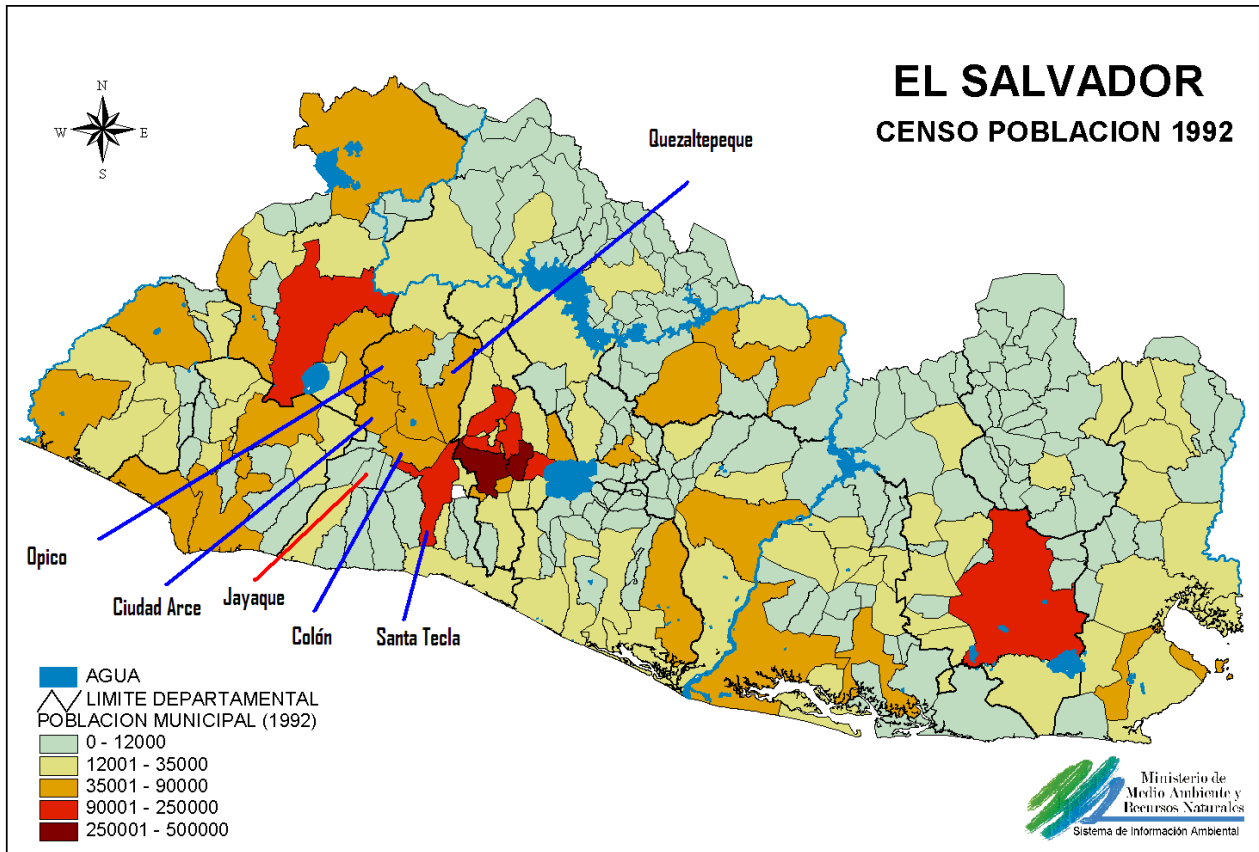 EL SALVADOR
CENSO POBLACION 1992
N
W E
S
Quezaltepeque
Opico
Ciudad Arce
Jayaque
Colón
Santa Tecla
AGUA
LIMITE DEPARTAMENTAL
POBLACION MUNICIPAL (1992)
0 - 12000
12001 - 35000
35001 - 90000
90001 - 250000
250001 - 500000
Ministerio de
Medio Ambiente y
Recursos Naturales
Sistema de Información Ambiental